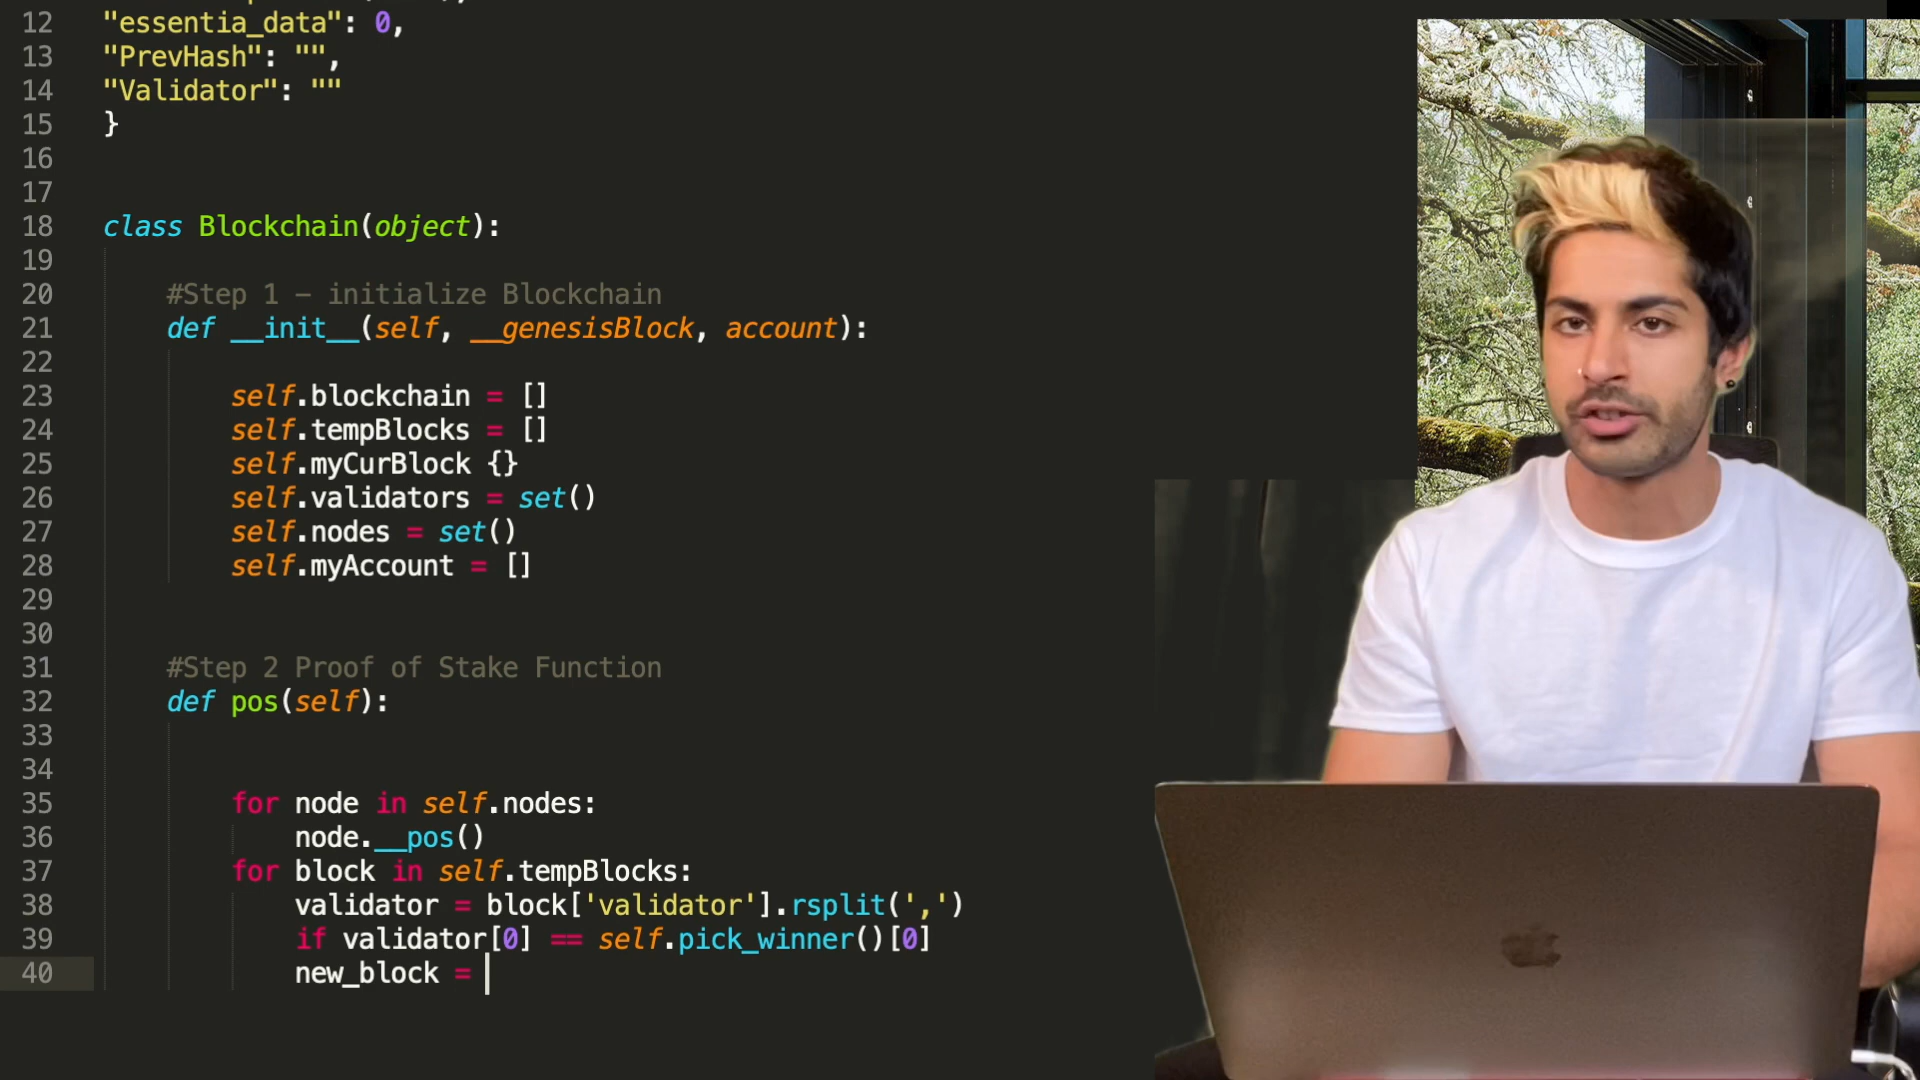 12 "essentia_data": 0,
13 "PrevHash": "",
14 "Validator": ""
15 }
16
17
18 class Blockchain(object):
19
20 #Step 1 – initialize Blockchain
21 def __init__(self, __genesisBlock, account):
22
23 self.blockchain = []
24 self.tempBlocks = []
25 self.myCurBlock {}
26 self.validators = set()
27 self.nodes = set()
28 self.myAccount = []
29
30
31 #Step 2 Proof of Stake Function
32 def pos(self):
33
34
35 for node in self.nodes:
36 node.__pos()
37 for block in self.tempBlocks:
38 validator = block['validator'].rsplit(',')
39 if validator[0] == self.pick_winner()[0]
40 new_block =